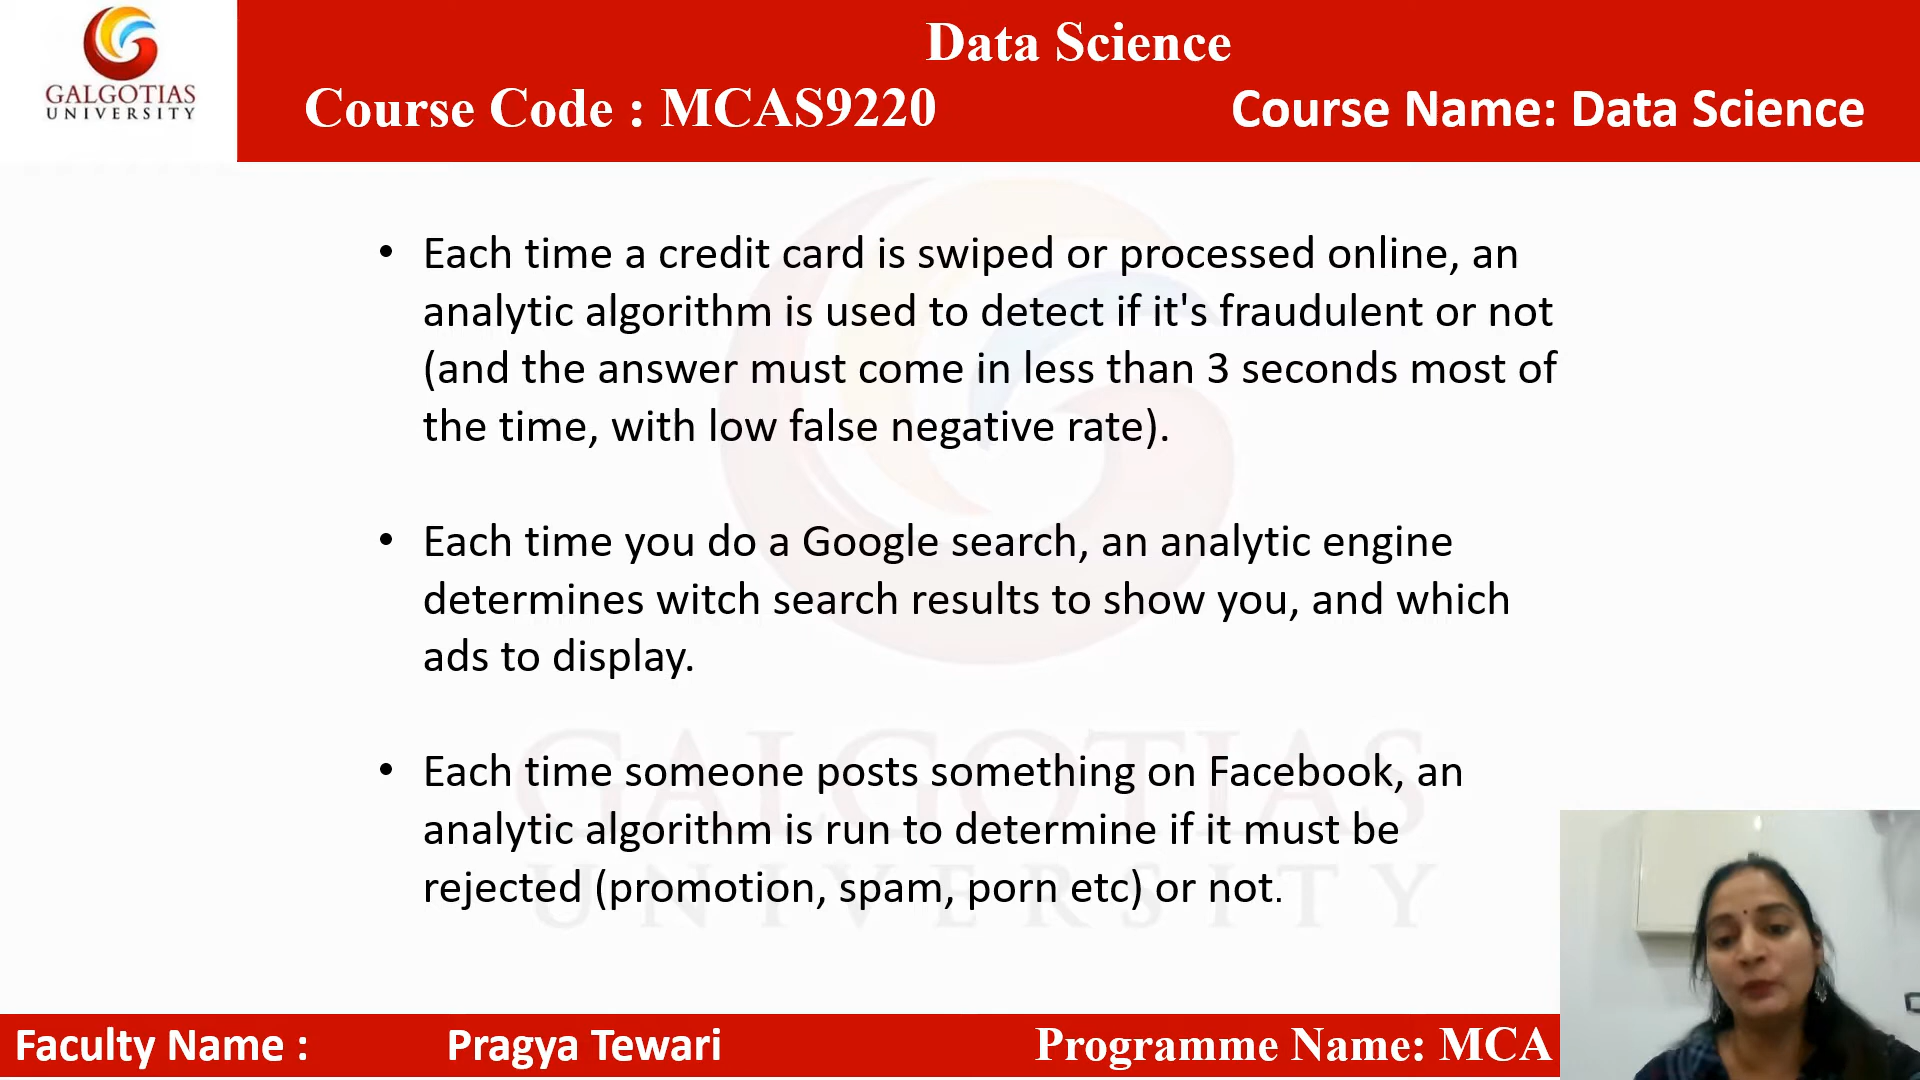 GALGOTIAS
UNIVERSITY
Data Science
Course Code : MCAS9220
Course Name: Data Science
• Each time a credit card is swiped or processed online, an
analytic algorithm is used to detect if it's fraudulent or not
(and the answer must come in less than 3 seconds most of
the time, with low false negative rate).
• Each time you do a Google search, an analytic engine
determines witch search results to show you, and which
ads to display.
• Each time someone posts something on Facebook, an
analytic algorithm is run to determine if it must be
rejected (promotion, spam, porn etc) or not.
GALGOTIAS
UNIVERSITY
Faculty Name :
Pragya Tewari
Programme Name: MCA